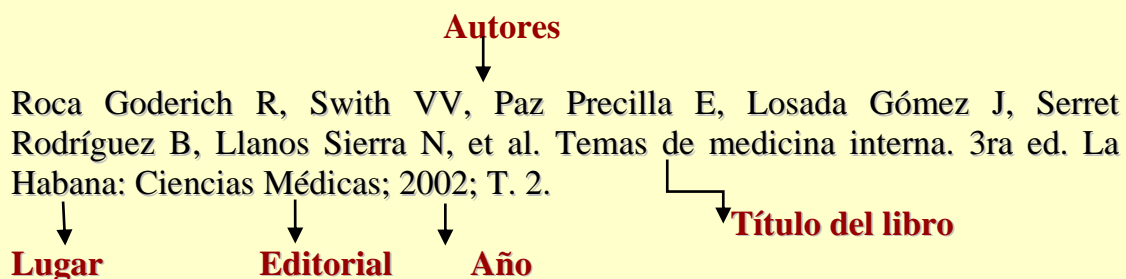 Autores
Roca Goderich R, Swith VV, Paz Precilla E, Losada Gómez J, Serret
Rodríguez B, Llanos Sierra N, et al. Temas de medicina interna. 3ra ed. La
Habana: Ciencias Médicas; 2002; T. 2.
Título del libro
Lugar Editorial Año